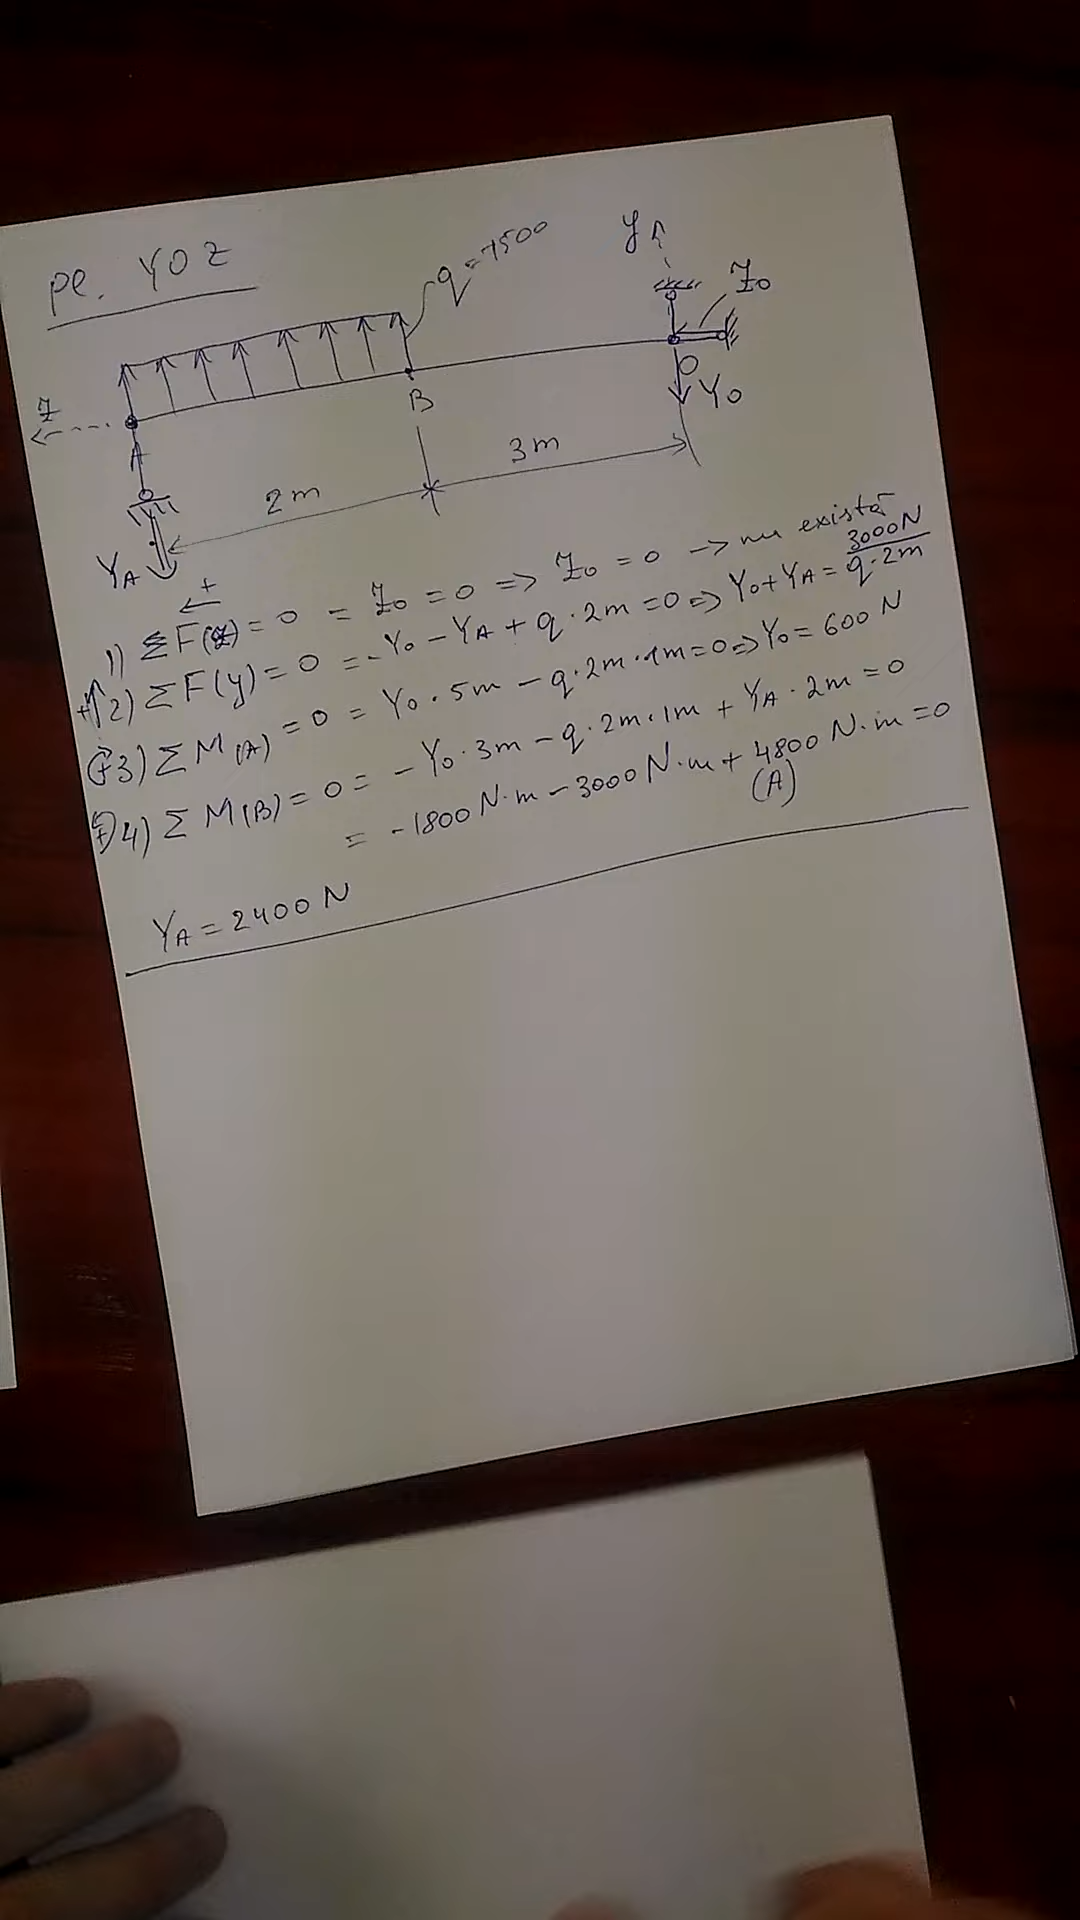 pe. YOZ
q=1500
y
Zo
O
Yo
Z
A
B
2m
3m
YA
+
1) ΣF(z)=0 = Zo = 0 => Zo = 0 -> nu există
+↑2) ΣF(y)=0 = -Yo - YA + q·2m =0 => Yo+YA = q·2m
3000N
3) ΣM(A) = 0 = Yo·5m - q·2m·1m=0 => Yo = 600 N
4) ΣM(B) = 0 = -Yo·3m - q·2m·1m + YA·2m = 0
= -1800 N·m - 3000 N·m + 4800 N·m = 0
(A)
YA = 2400 N